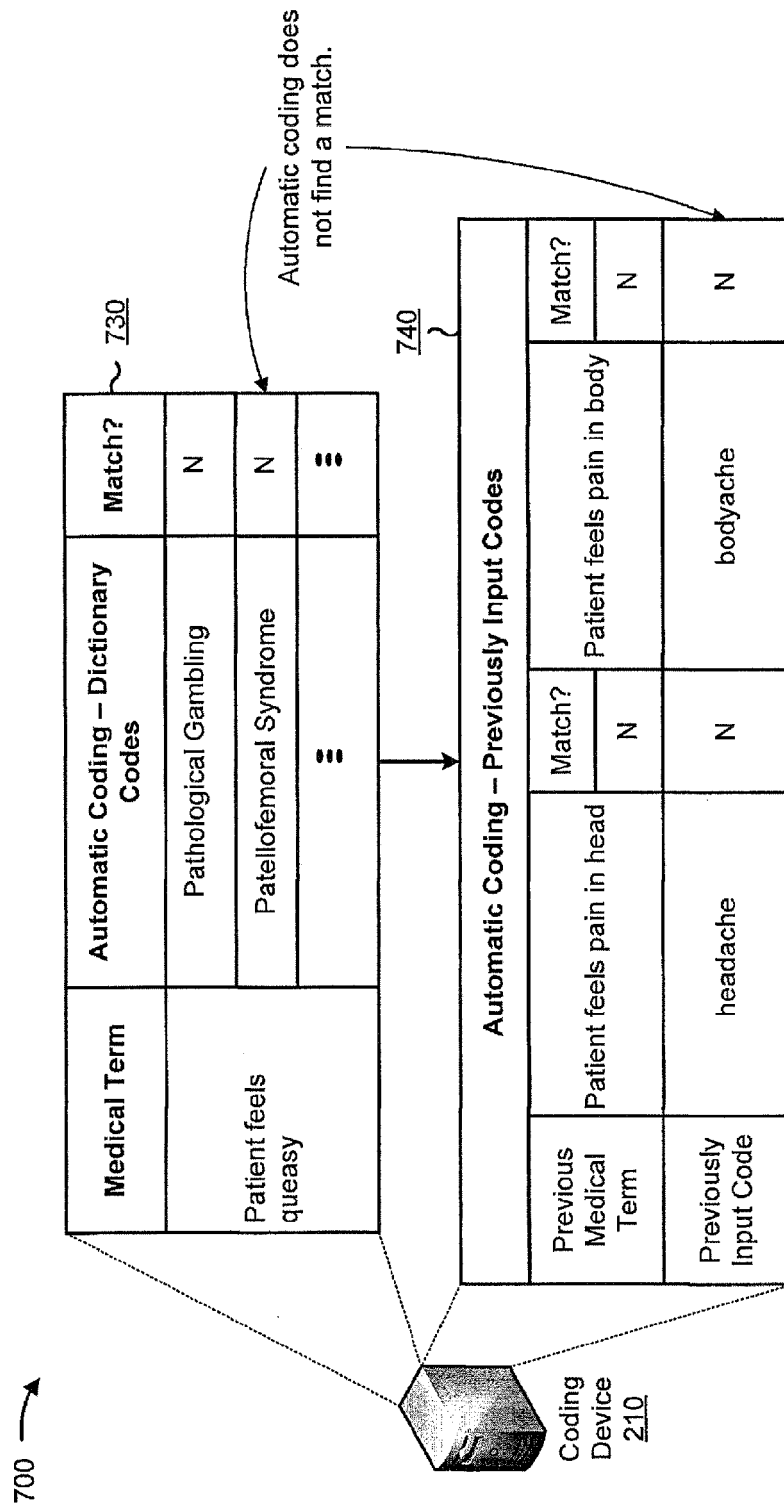 700
730
Medical Term
Automatic Coding – Dictionary
Codes
Match?
Patient feels
queasy
Pathological Gambling
N
Patellofemoral Syndrome
N
...
...
Automatic coding does
not find a match.
740
Automatic Coding – Previously Input Codes
Previous
Medical
Term
Patient feels pain in head
Match?
N
Patient feels pain in body
Match?
N
Previously
Input Code
headache
N
bodyache
N
Coding
Device
210